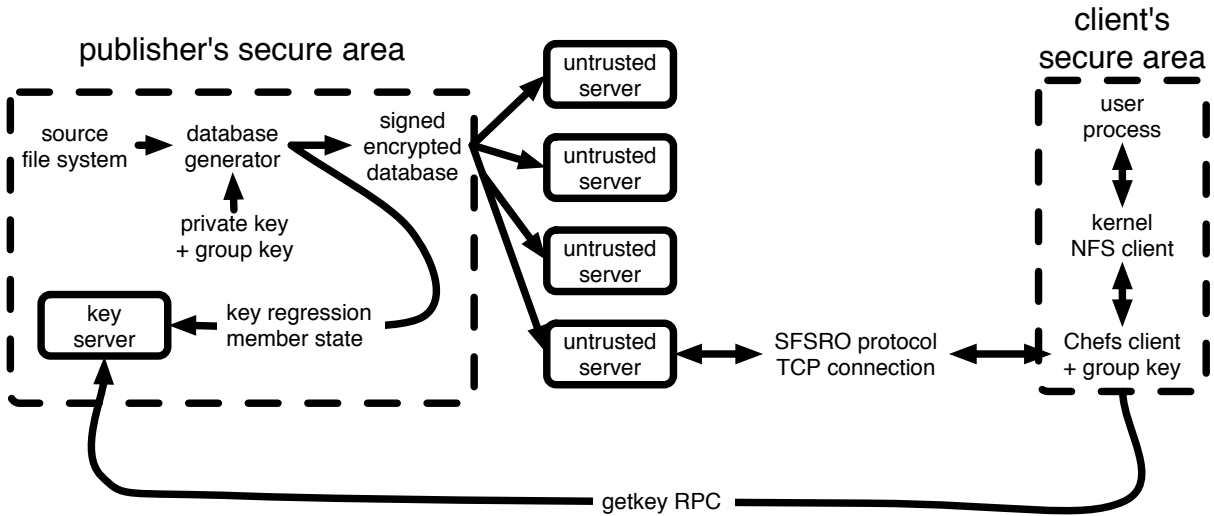 publisher's secure area
source
file system
database
generator
signed
encrypted
database
private key
+ group key
key
server
key regression
member state
untrusted
server
untrusted
server
untrusted
server
untrusted
server
SFSRO protocol
TCP connection
client's
secure area
user
process
kernel
NFS client
Chefs client
+ group key
getkey RPC